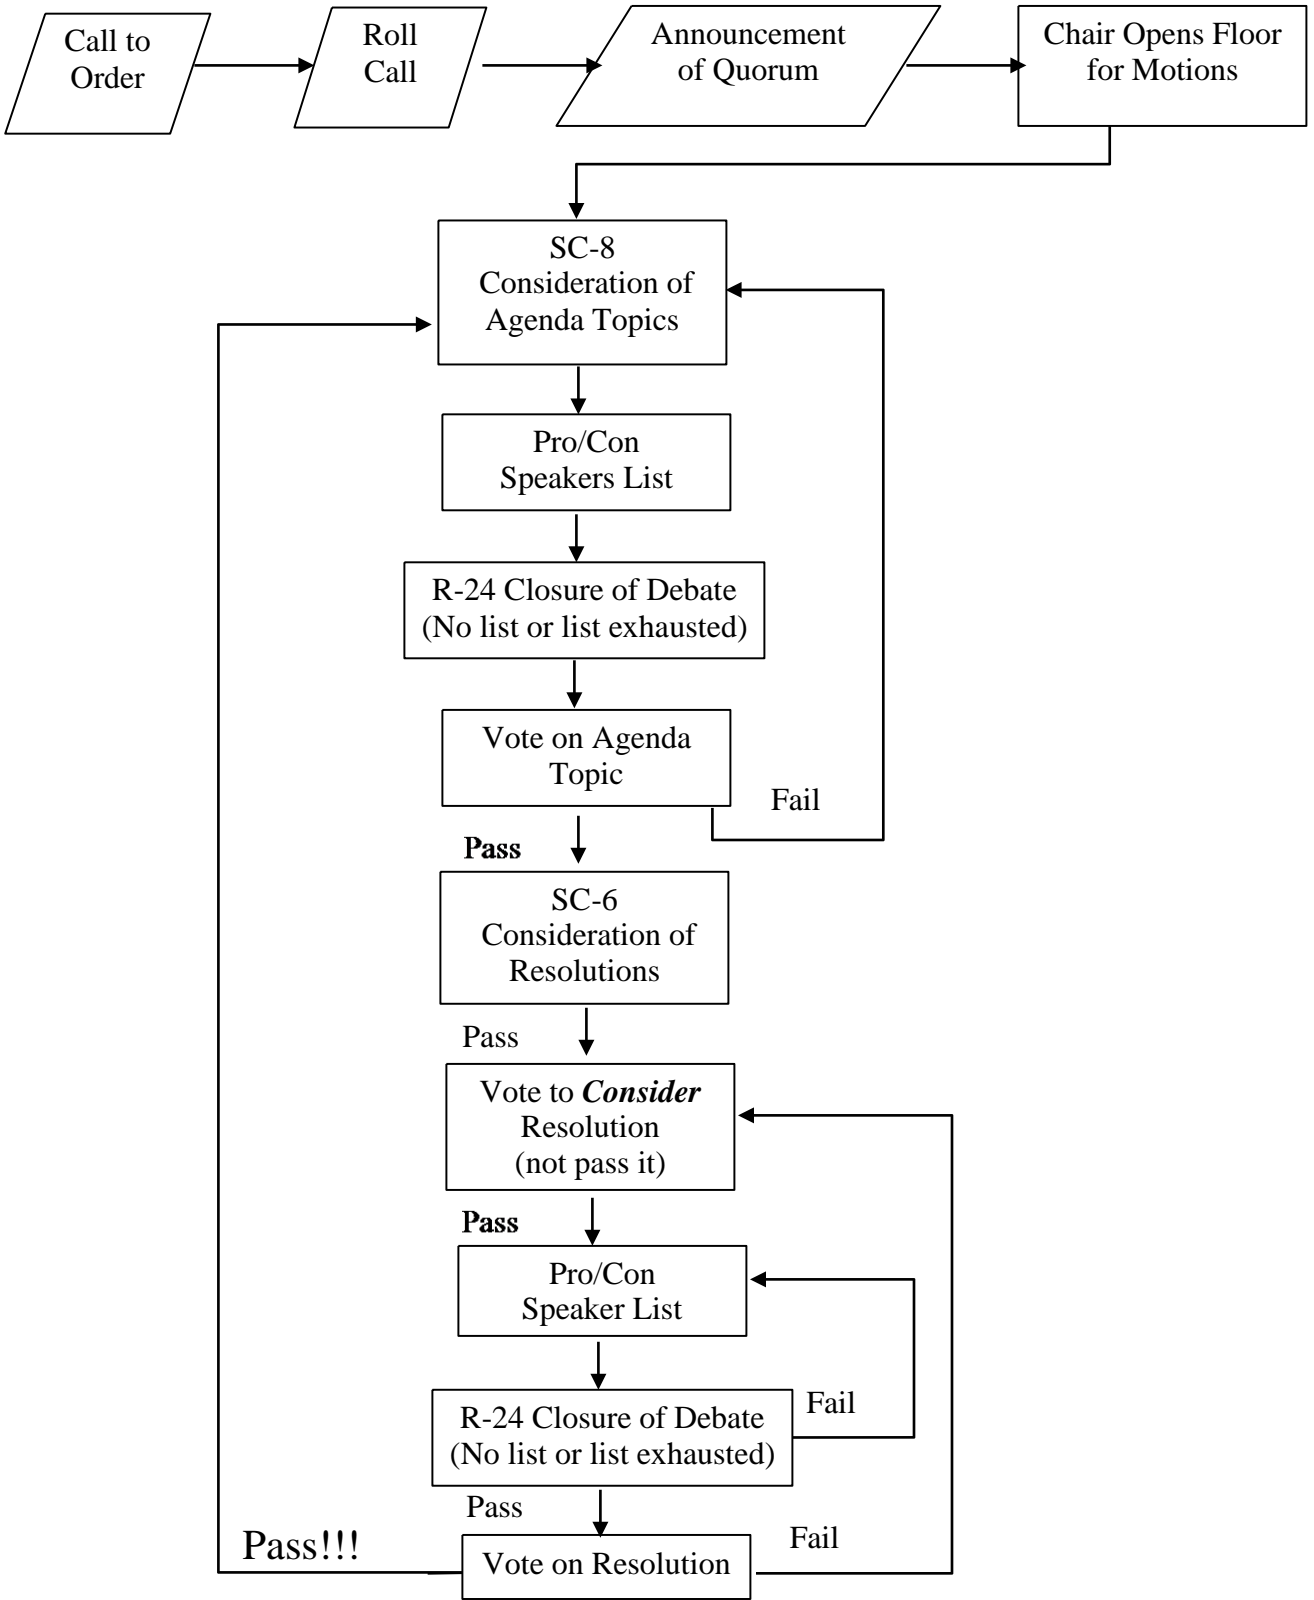 Call to
Order
Roll
Call
Announcement
of Quorum
Chair Opens Floor
for Motions
SC-8
Consideration of
Agenda Topics
Pro/Con
Speakers List
R-24 Closure of Debate
(No list or list exhausted)
Vote on Agenda
Topic
Fail
Pass
SC-6
Consideration of
Resolutions
Pass
Vote to Consider
Resolution
(not pass it)
Pass
Pro/Con
Speaker List
R-24 Closure of Debate
(No list or list exhausted)
Fail
Pass
Pass!!!
Vote on Resolution
Fail